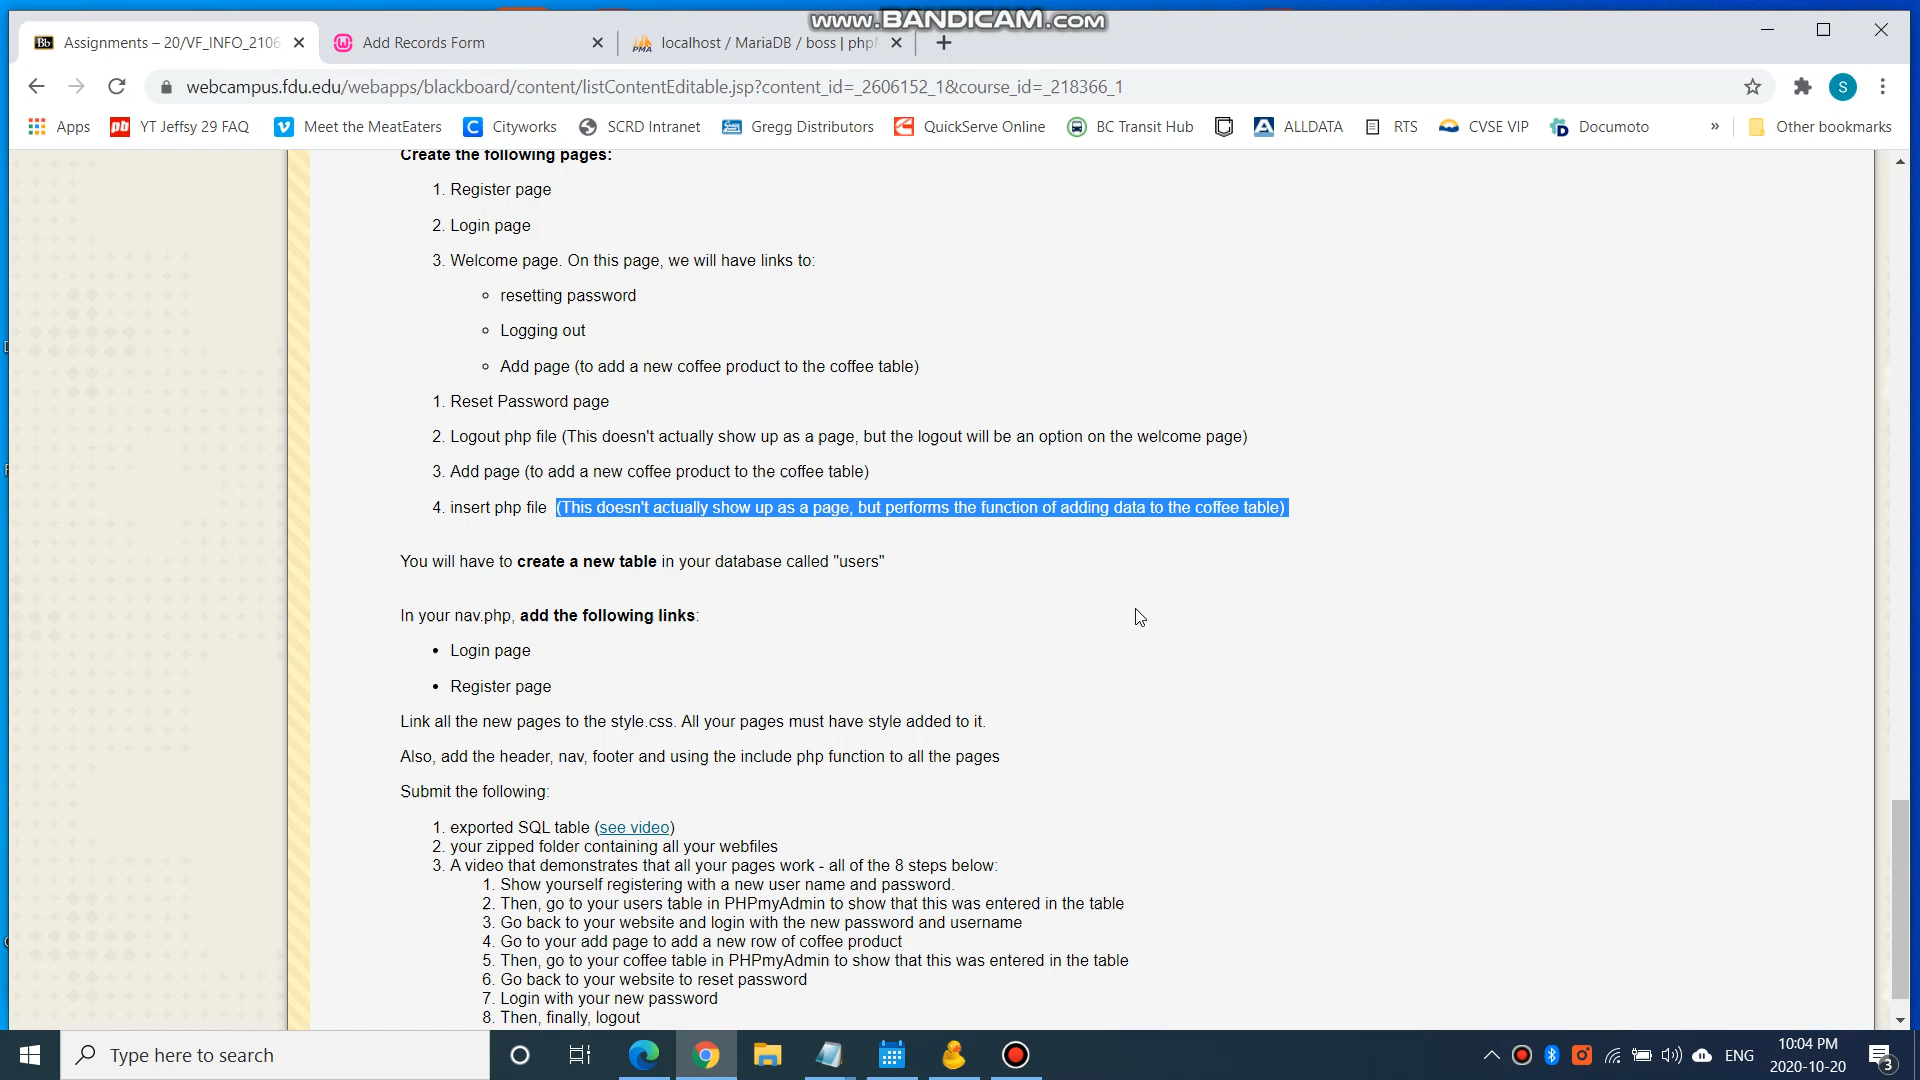 www.BANDICAM.com
Assignments – 20/VF_INFO_2106
Add Records Form
localhost / MariaDB / boss | php
webcampus.fdu.edu/webapps/blackboard/content/listContentEditable.jsp?content_id=_2606152_1&course_id=_218366_1
Apps YT Jeffsy 29 FAQ Meet the MeatEaters Cityworks SCRD Intranet Gregg Distributors QuickServe Online BC Transit Hub ALLDATA RTS CVSE VIP Documoto » Other bookmarks
Create the following pages:
1. Register page
2. Login page
3. Welcome page. On this page, we will have links to:
resetting password
Logging out
Add page (to add a new coffee product to the coffee table)
1. Reset Password page
2. Logout php file (This doesn't actually show up as a page, but the logout will be an option on the welcome page)
3. Add page (to add a new coffee product to the coffee table)
4. insert php file (This doesn't actually show up as a page, but performs the function of adding data to the coffee table)
You will have to create a new table in your database called "users"
In your nav.php, add the following links:
• Login page
• Register page
Link all the new pages to the style.css. All your pages must have style added to it.
Also, add the header, nav, footer and using the include php function to all the pages
Submit the following:
1. exported SQL table (see video)
2. your zipped folder containing all your webfiles
3. A video that demonstrates that all your pages work - all of the 8 steps below:
1. Show yourself registering with a new user name and password.
2. Then, go to your users table in PHPmyAdmin to show that this was entered in the table
3. Go back to your website and login with the new password and username
4. Go to your add page to add a new row of coffee product
5. Then, go to your coffee table in PHPmyAdmin to show that this was entered in the table
6. Go back to your website to reset password
7. Login with your new password
8. Then, finally, logout
Type here to search
ENG
10:04 PM
2020-10-20
3